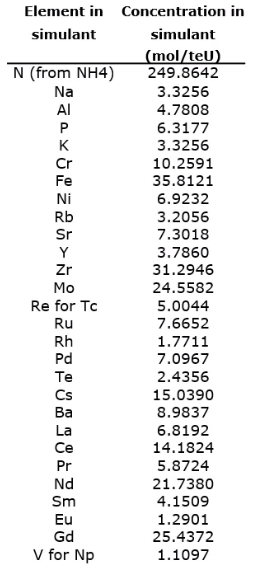 Element in simulant Concentration in simulant (mol/teU)
N (from NH4) 249.8642
Na 3.3256
Al 4.7808
P 6.3177
K 3.3256
Cr 10.2591
Fe 35.8121
Ni 6.9232
Rb 3.2056
Sr 7.3018
Y 3.7860
Zr 31.2946
Mo 24.5582
Re for Tc 5.0044
Ru 7.6652
Rh 1.7711
Pd 7.0967
Te 2.4356
Cs 15.0390
Ba 8.9837
La 6.8192
Ce 14.1824
Pr 5.8724
Nd 21.7380
Sm 4.1509
Eu 1.2901
Gd 25.4372
V for Np 1.1097